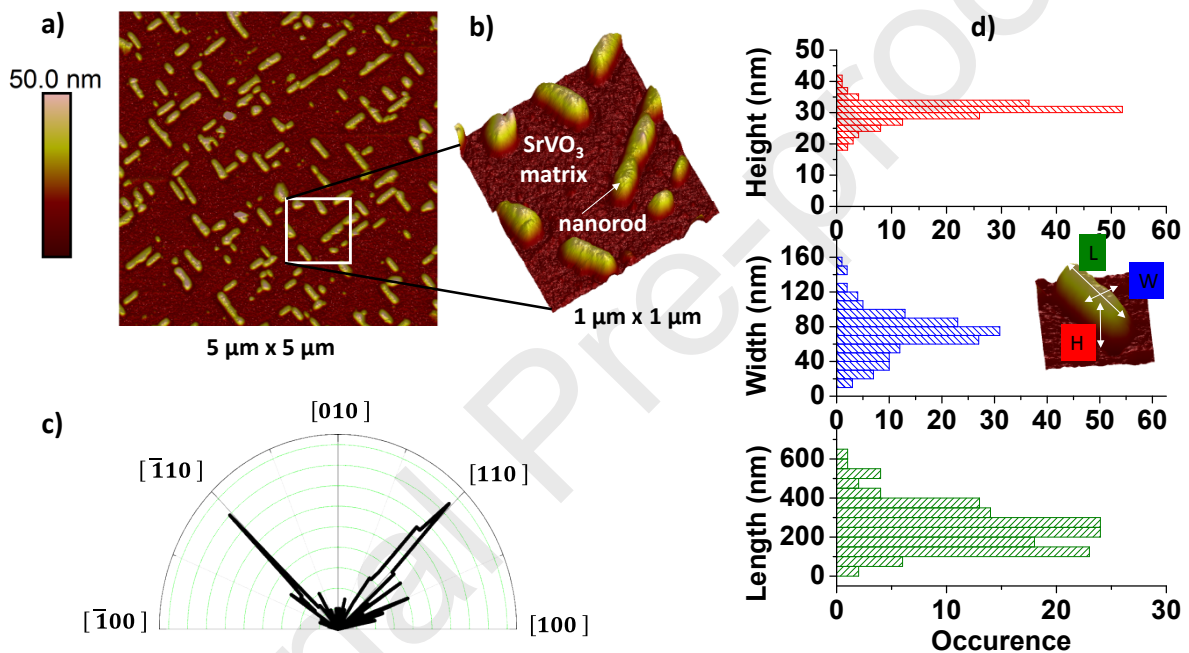 a)
50.0 nm
5 µm x 5 µm
b)
SrVO₃
matrix
nanorod
1 µm x 1 µm
c)
[1̅00]
[1̅10]
[010]
[110]
[100]
d)
Height (nm)
50
40
30
20
10
0
0 10 20 30 40 50 60
Width (nm)
160
120
80
40
0
0 10 20 30 40 50 60
L
W
H
Length (nm)
600
400
200
0
0 10 20 30
Occurence
nal Pre-proo